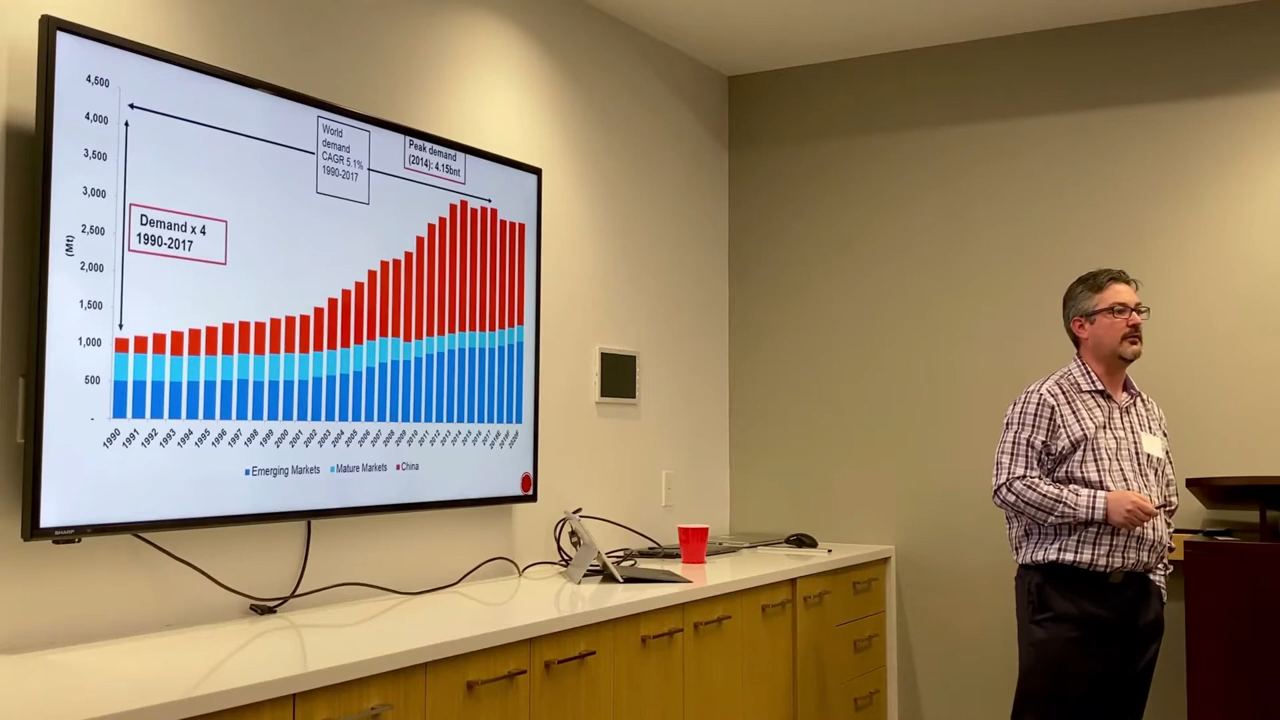 4,500
4,000
3,500
3,000
2,500
2,000
1,500
1,000
500
-
(Mt)
World
demand
CAGR 5.1%
1990-2017
Peak demand
(2014): 4.15bnt
Demand x 4
1990-2017
1990
1991
1992
1993
1994
1995
1996
1997
1998
1999
2000
2001
2002
2003
2004
2005
2006
2007
2008
2009
2010
2011
2012
2013
2014
2015
2016
2017
2018E
2019F
2020F
Emerging Markets
Mature Markets
China
SHARP